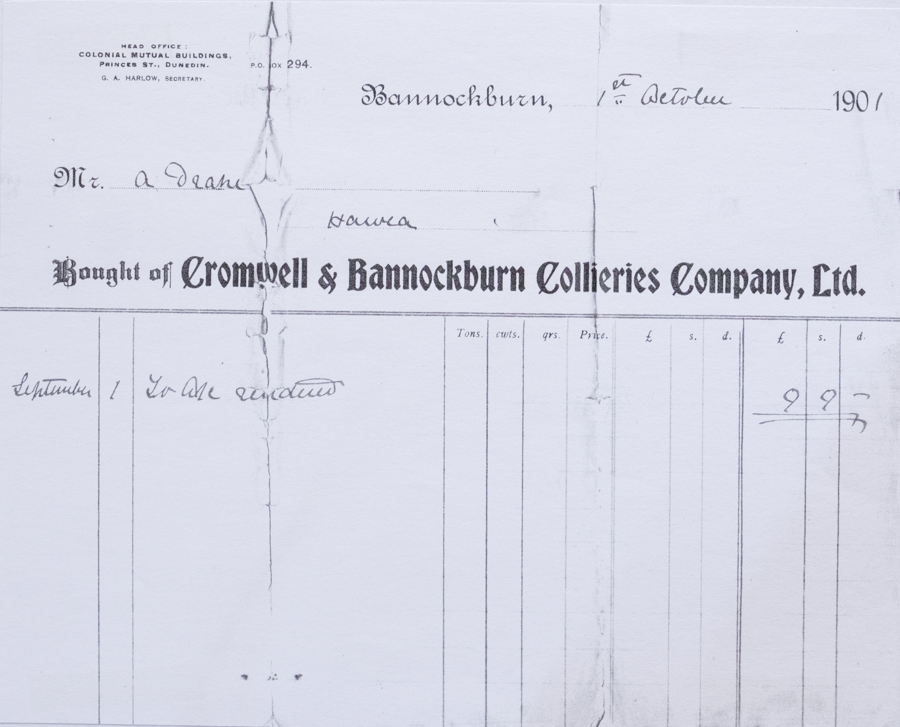 HEAD OFFICE:
COLONIAL MUTUAL BUILDINGS,
PRINCES ST., DUNEDIN.
P.O. BOX 294.
G. A. HARLOW, SECRETARY.
Bannockburn, 1st October 1901
Mr. A Drake
Hawea
Bought of Cromwell & Bannockburn Collieries Company, Ltd.
Tons. cwts. qrs. Price. £ s. d. £ s. d.
September 1 To A/c rendered 9 9 -